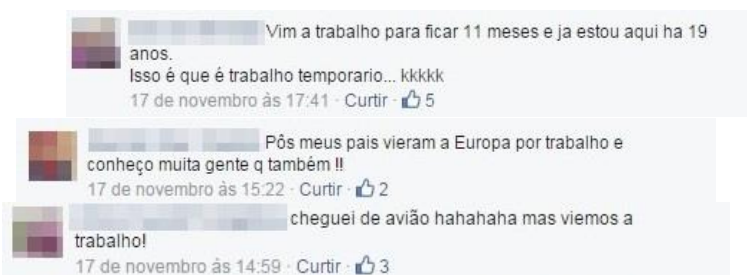 Vim a trabalho para ficar 11 meses e ja estou aqui ha 19
anos.
Isso é que é trabalho temporario... kkkkk
17 de novembro às 17:41 · Curtir · 5
Pôs meus pais vieram a Europa por trabalho e
conheço muita gente q também !!
17 de novembro às 15:22 · Curtir · 2
cheguei de avião hahahaha mas viemos a
trabalho!
17 de novembro às 14:59 · Curtir · 3